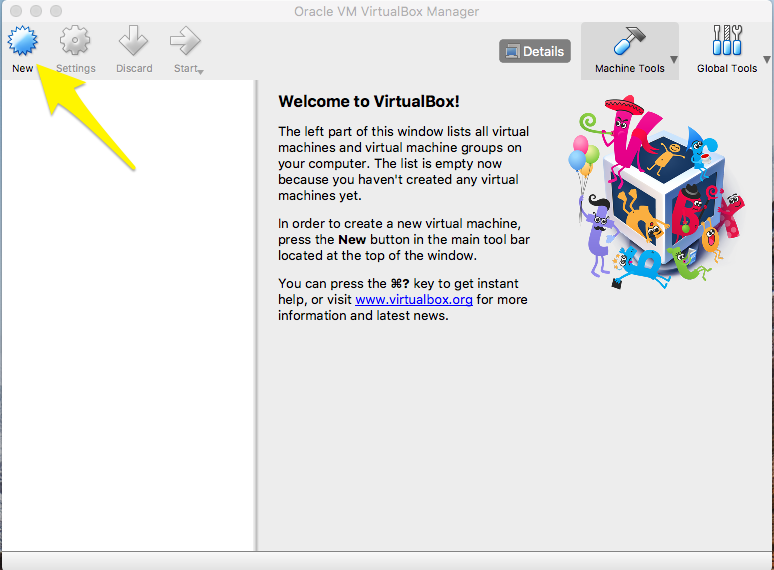 Oracle VM VirtualBox Manager
New
Settings
Discard
Start
Details
Machine Tools
Global Tools
Welcome to VirtualBox!
The left part of this window lists all virtual
machines and virtual machine groups on
your computer. The list is empty now
because you haven't created any virtual
machines yet.
In order to create a new virtual machine,
press the New button in the main tool bar
located at the top of the window.
You can press the ⌘? key to get instant
help, or visit www.virtualbox.org for more
information and latest news.